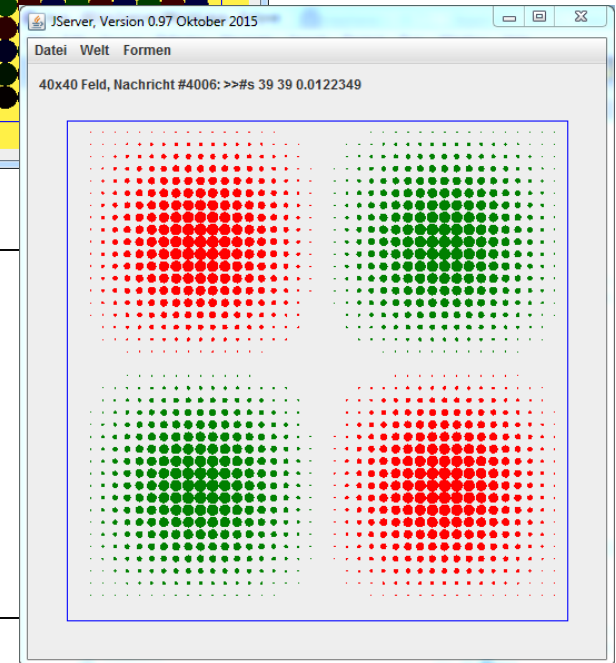 JServer, Version 0.97 Oktober 2015
Datei Welt Formen
40x40 Feld, Nachricht #4006: >>#s 39 39 0.0122349